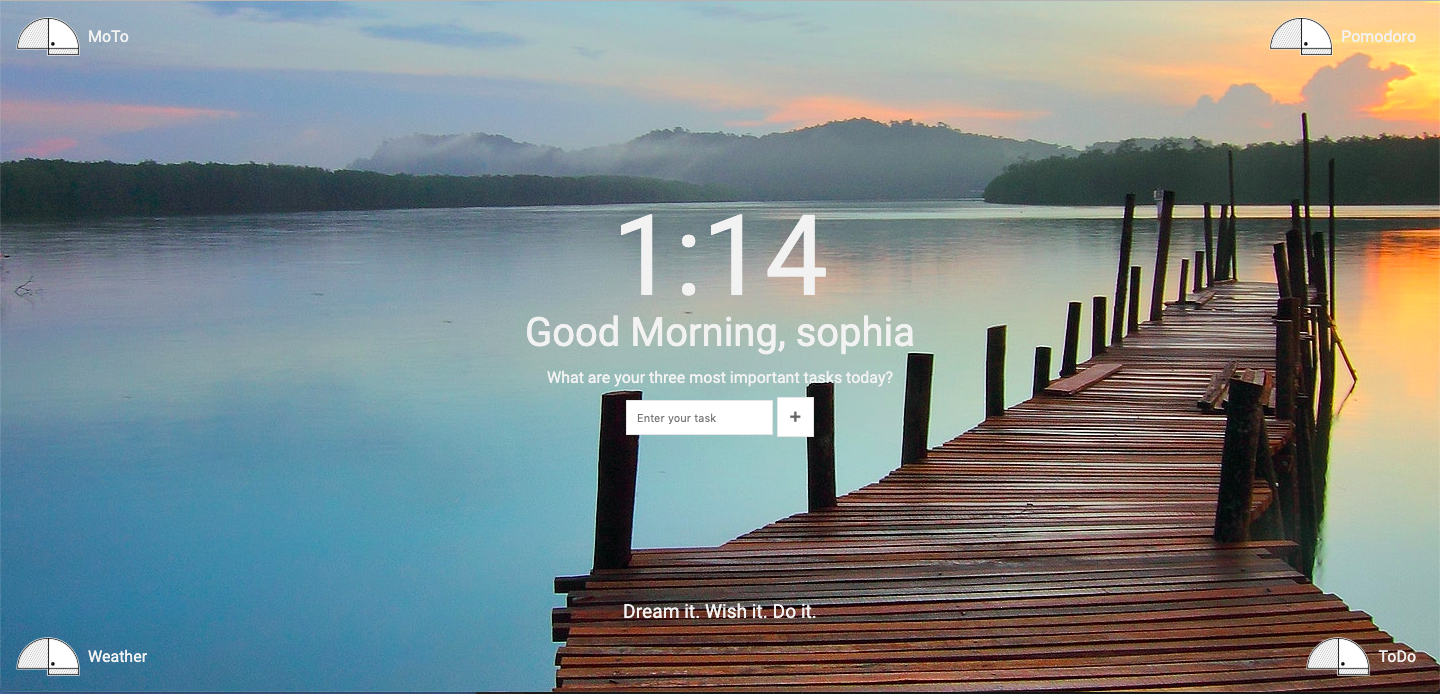 MoTo
Pomodoro
1:14
Good Morning, sophia
What are your three most important tasks today?
Enter your task
+
Dream it. Wish it. Do it.
Weather
ToDo